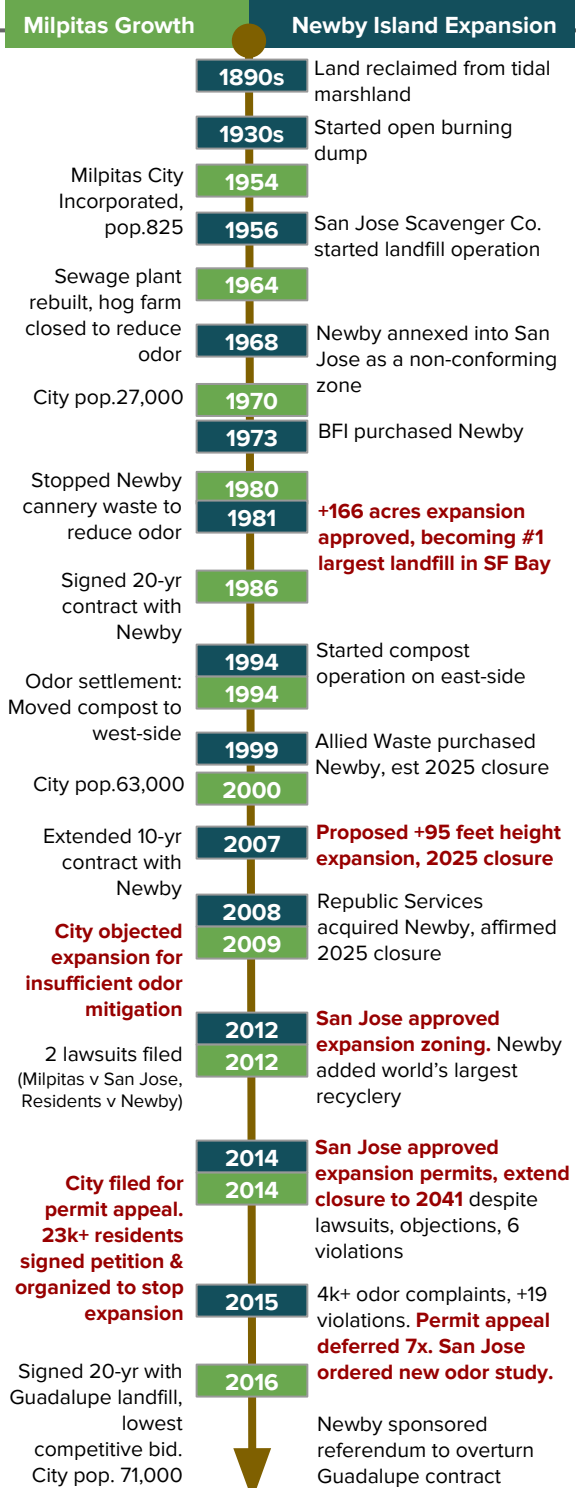 Milpitas Growth
Newby Island Expansion
1890s
Land reclaimed from tidal
marshland
1930s
Started open burning
dump
Milpitas City
Incorporated,
pop.825
1954
1956
San Jose Scavenger Co.
started landfill operation
Sewage plant
rebuilt, hog farm
closed to reduce
odor
1964
1968
Newby annexed into San
Jose as a non-conforming
zone
City pop.27,000
1970
1973
BFI purchased Newby
Stopped Newby
cannery waste to
reduce odor
1980
1981
+166 acres expansion
approved, becoming #1
largest landfill in SF Bay
Signed 20-yr
contract with
Newby
1986
1994
Started compost
operation on east-side
Odor settlement:
Moved compost to
west-side
1994
1999
Allied Waste purchased
Newby, est 2025 closure
City pop.63,000
2000
Extended 10-yr
contract with
Newby
2007
Proposed +95 feet height
expansion, 2025 closure
2008
Republic Services
acquired Newby, affirmed
2025 closure
City objected
expansion for
insufficient odor
mitigation
2009
2012
San Jose approved
expansion zoning. Newby
added world's largest
recyclery
2 lawsuits filed
(Milpitas v San Jose,
Residents v Newby)
2012
2014
San Jose approved
expansion permits, extend
closure to 2041 despite
lawsuits, objections, 6
violations
City filed for
permit appeal.
23k+ residents
signed petition &
organized to stop
expansion
2014
2015
4k+ odor complaints, +19
violations. Permit appeal
deferred 7x. San Jose
ordered new odor study.
Signed 20-yr with
Guadalupe landfill,
lowest
competitive bid.
City pop. 71,000
2016
Newby sponsored
referendum to overturn
Guadalupe contract